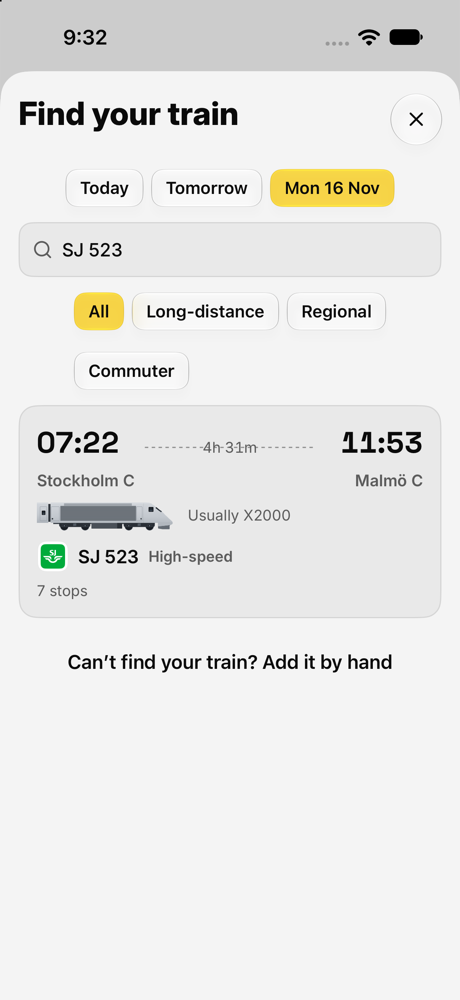 9:32
Find your train
Today Tomorrow Mon 16 Nov
SJ 523
All Long-distance Regional
Commuter
07:22 4h 31m 11:53
Stockholm C Malmö C
Usually X2000
SJ SJ 523 High-speed
7 stops
Can’t find your train? Add it by hand